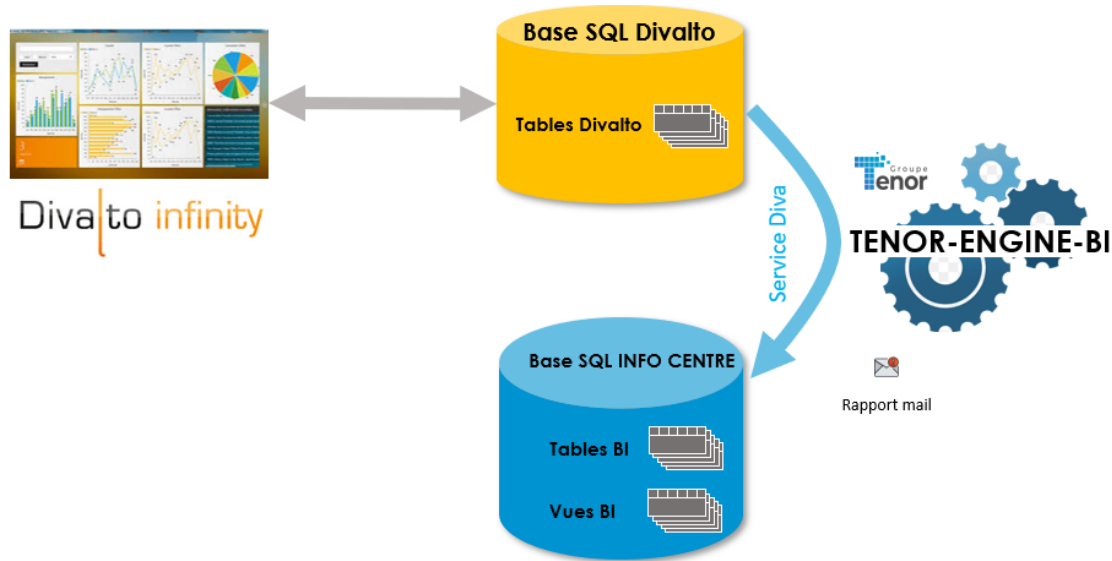 Base SQL Divalto
Tables Divalto
Divalto infinity
Service Diva
Groupe
Tenor
TENOR-ENGINE-BI
Base SQL INFO CENTRE
Tables BI
Vues BI
Rapport mail